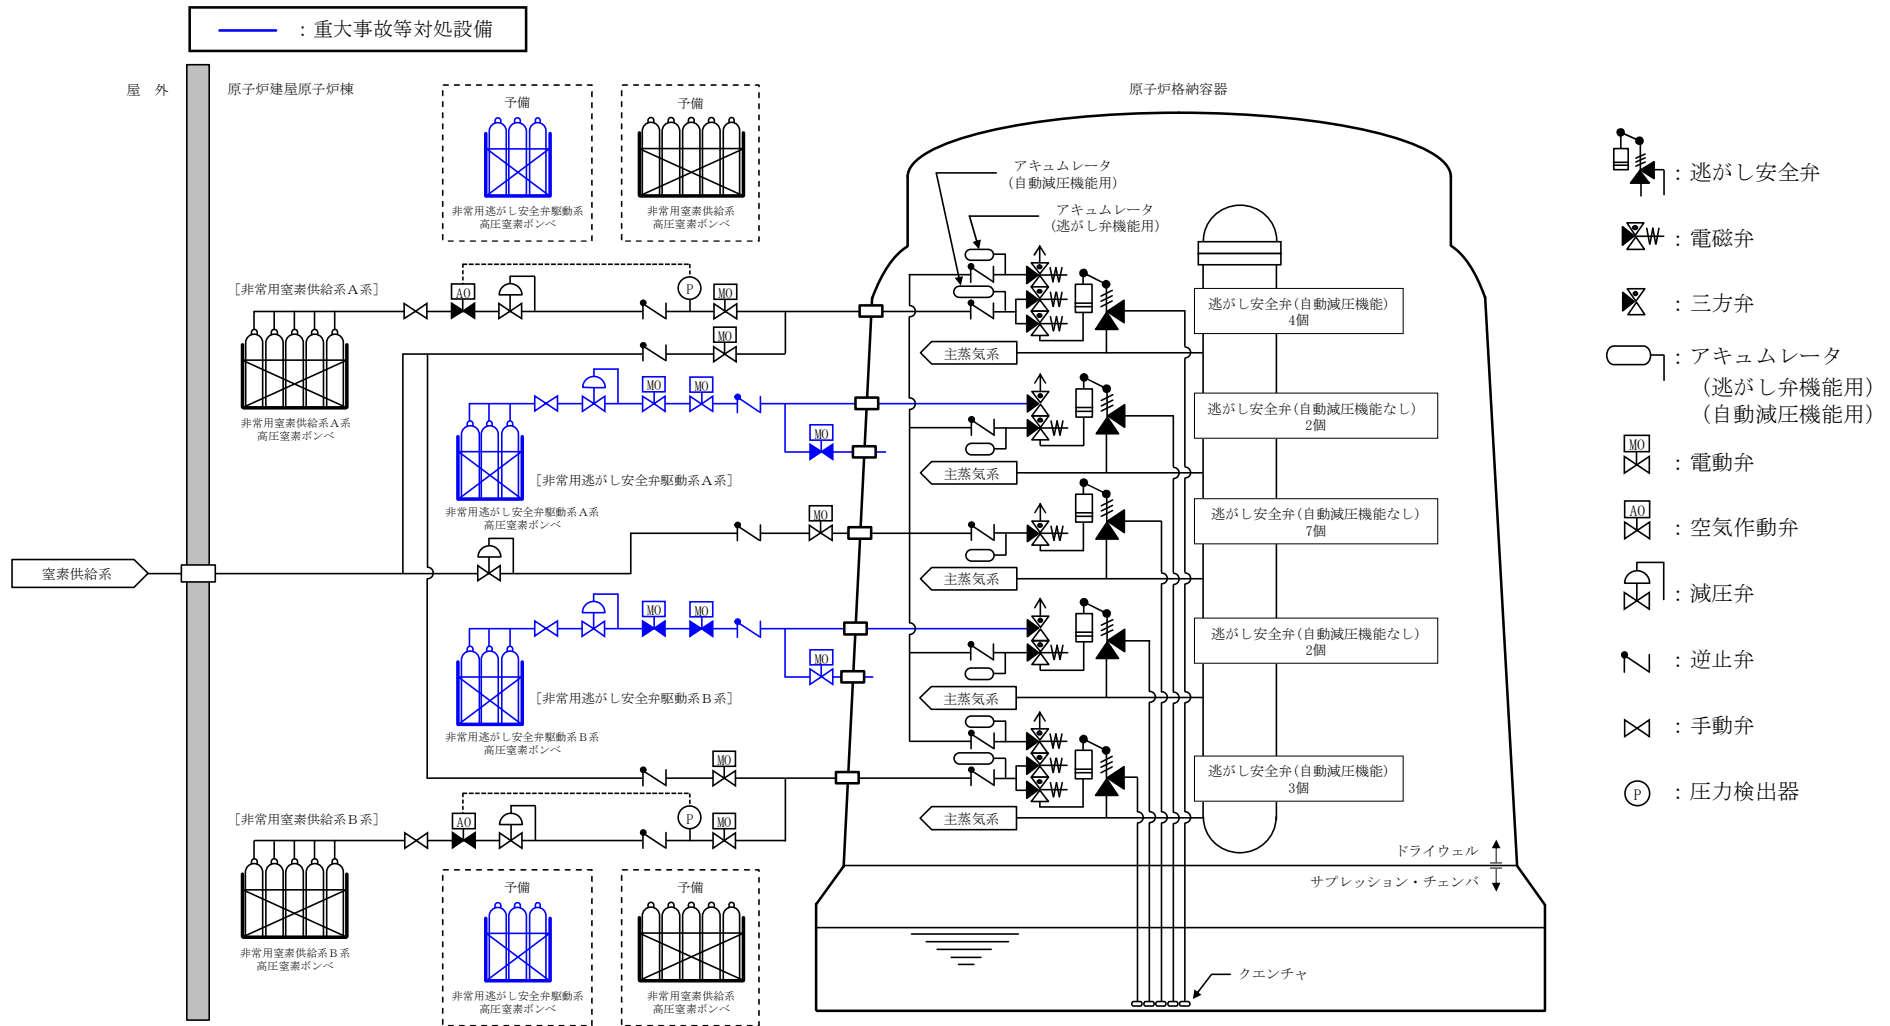 ：重大事故等対処設備
屋　外
原子炉建屋原子炉棟
予備
非常用逃がし安全弁駆動系
高圧窒素ボンベ
予備
非常用窒素供給系
高圧窒素ボンベ
原子炉格納容器
アキュムレータ
(自動減圧機能用)
アキュムレータ
(逃がし弁機能用)
［非常用窒素供給系Ａ系］
AO
P
MO
MO
非常用窒素供給系Ａ系
高圧窒素ボンベ
逃がし安全弁(自動減圧機能)
4個
主蒸気系
MO
MO
MO
［非常用逃がし安全弁駆動系Ａ系］
非常用逃がし安全弁駆動系Ａ系
高圧窒素ボンベ
逃がし安全弁(自動減圧機能なし)
2個
主蒸気系
MO
逃がし安全弁(自動減圧機能なし)
7個
主蒸気系
窒素供給系
MO
MO
MO
［非常用逃がし安全弁駆動系Ｂ系］
非常用逃がし安全弁駆動系Ｂ系
高圧窒素ボンベ
逃がし安全弁(自動減圧機能なし)
2個
主蒸気系
MO
逃がし安全弁(自動減圧機能)
3個
主蒸気系
［非常用窒素供給系Ｂ系］
AO
P
MO
非常用窒素供給系Ｂ系
高圧窒素ボンベ
予備
非常用逃がし安全弁駆動系
高圧窒素ボンベ
予備
非常用窒素供給系
高圧窒素ボンベ
ドライウェル
サプレッション・チェンバ
クエンチャ
：逃がし安全弁
：電磁弁
：三方弁
：アキュムレータ
（逃がし弁機能用）
（自動減圧機能用）
MO
：電動弁
AO
：空気作動弁
：減圧弁
：逆止弁
：手動弁
P
：圧力検出器